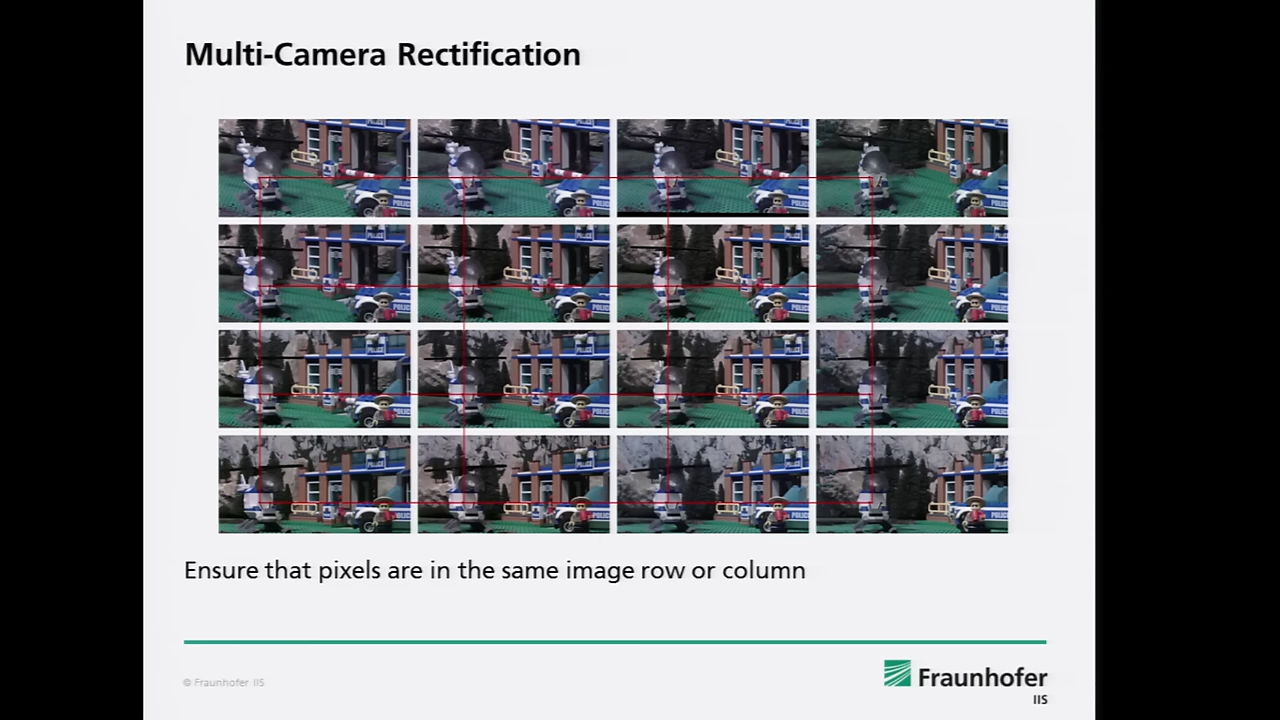 Multi-Camera Rectification
Ensure that pixels are in the same image row or column
© Fraunhofer IIS
Fraunhofer
IIS